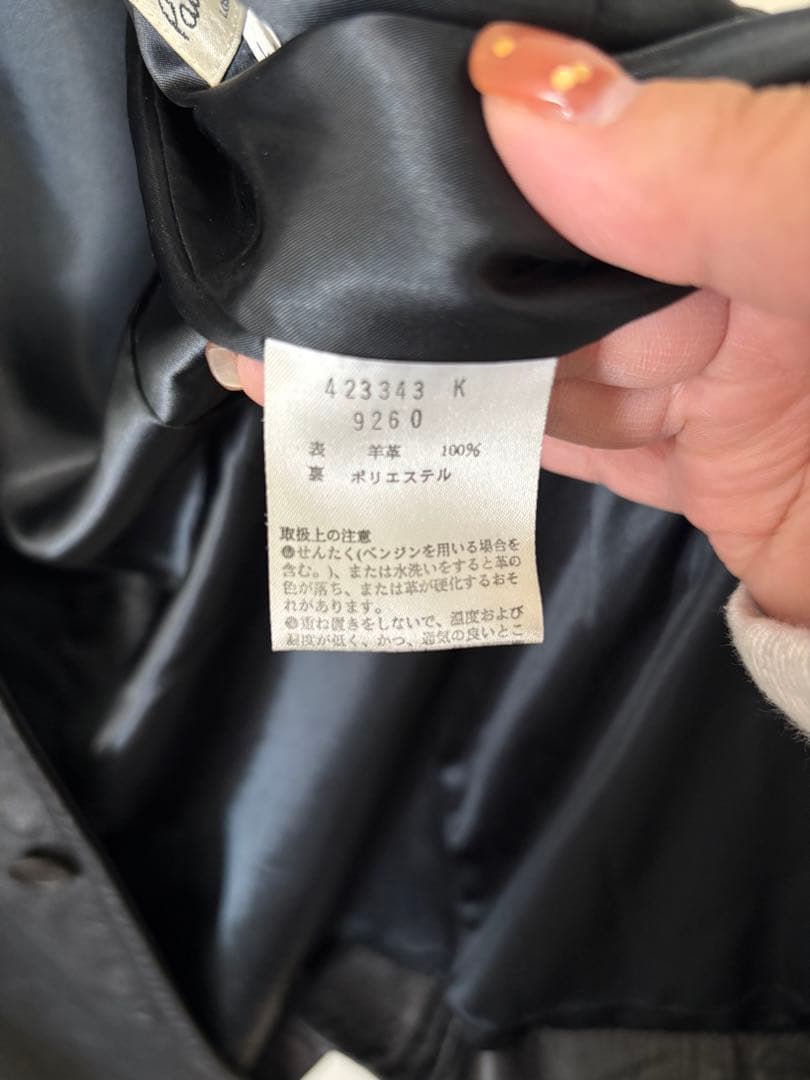 423343 K
9260
表 羊革 100%
裏 ポリエステル
取扱上の注意
せんたく(ベンジンを用いる場合を
含む。)、または水洗いをすると革の
色が落ち、または革が硬化するおそ
れがあります。
重ね置きをしないで、温度および
湿度が低く、かつ、通気の良いとこ